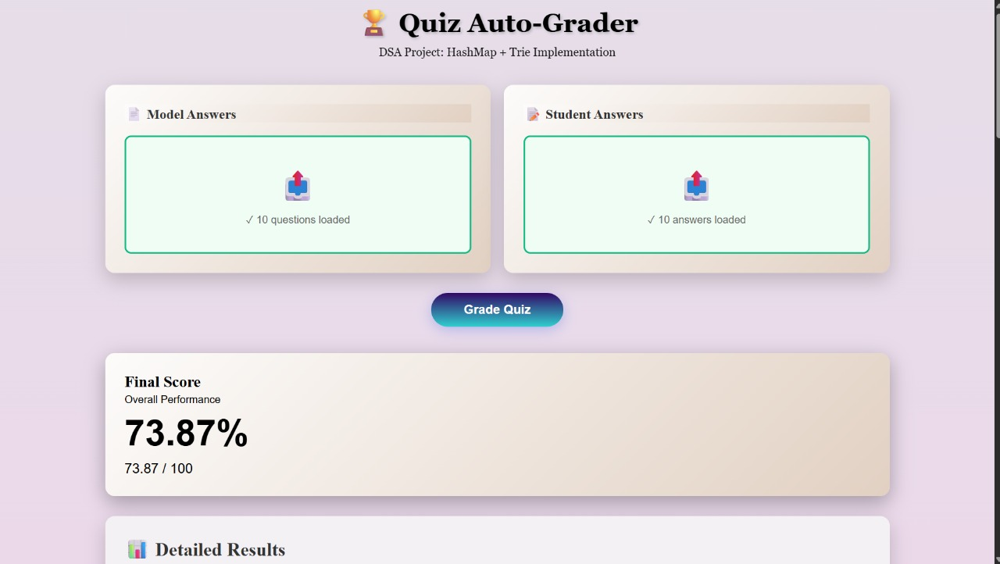 Quiz Auto-Grader
DSA Project: HashMap + Trie Implementation
Model Answers
✓ 10 questions loaded
Student Answers
✓ 10 answers loaded
Grade Quiz
Final Score
Overall Performance
73.87%
73.87 / 100
Detailed Results